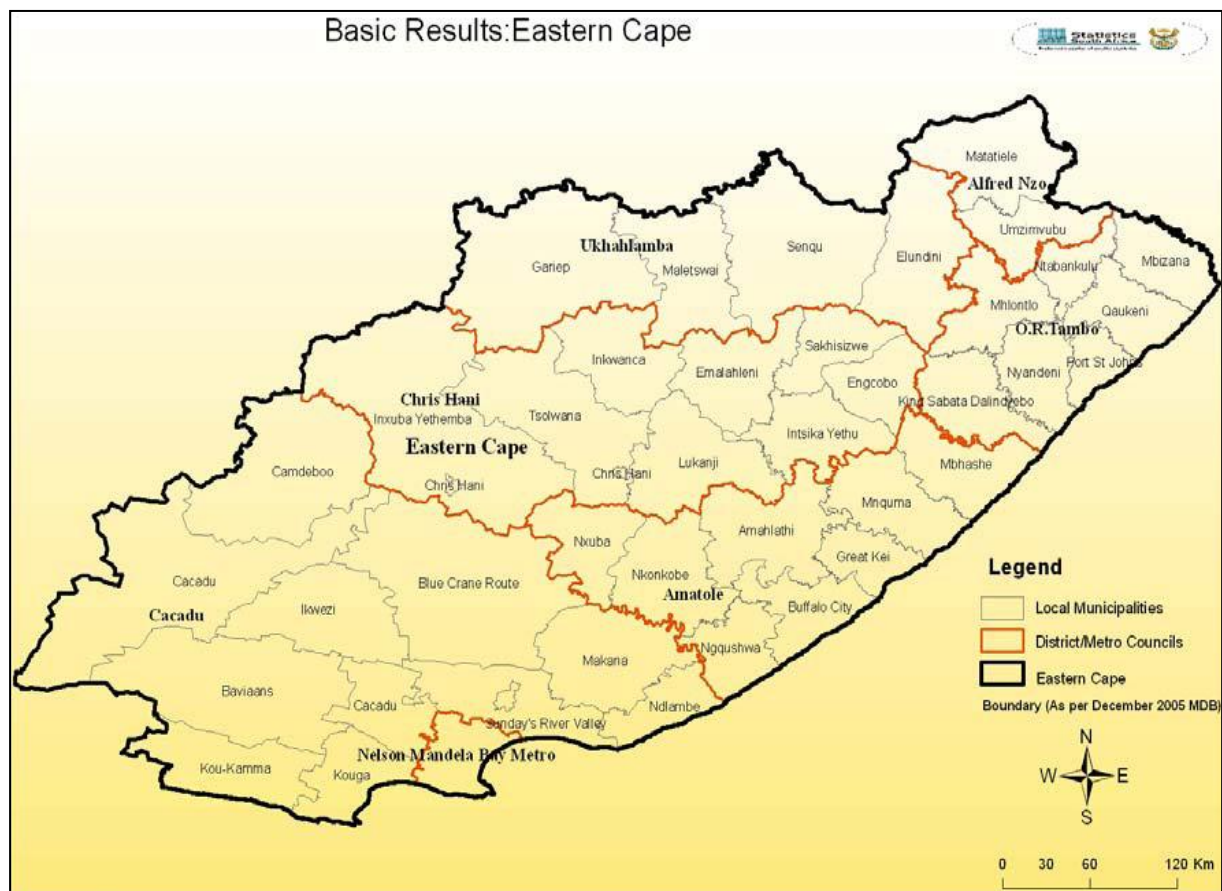 Basic Results:Eastern Cape
Statistics
South Africa
Matatiele
Alfred Nzo
Umzimvubu
Ukhahlamba
Senqu
Elundini
Ntabankulu
Mbizana
Gariep
Maletswai
Mhlontlo
Qaukeni
O.R.Tambo
Sakhisizwe
Inkwanca
Port St Johns
Emalahleni
Nyandeni
Engcobo
Chris Hani
King Sabata Dalindyebo
Inxuba Yethemba
Tsolwana
Intsika Yethu
Eastern Cape
Lukanji
Mbhashe
Camdeboo
Chris Hani
Chris Hani
Mnquma
Amahlathi
Nxuba
Great Kei
Cacadu
Blue Crane Route
Nkonkobe
Amatole
Ikwezi
Buffalo City
Cacadu
Ngqushwa
Makana
Baviaans
Cacadu
Ndlambe
Sunday's River Valley
Nelson Mandela Bay Metro
Kou-Kamma
Kouga
Legend
Local Municipalities
District/Metro Councils
Eastern Cape
Boundary (As per December 2005 MDB)
N
W E
S
0 30 60 120 Km